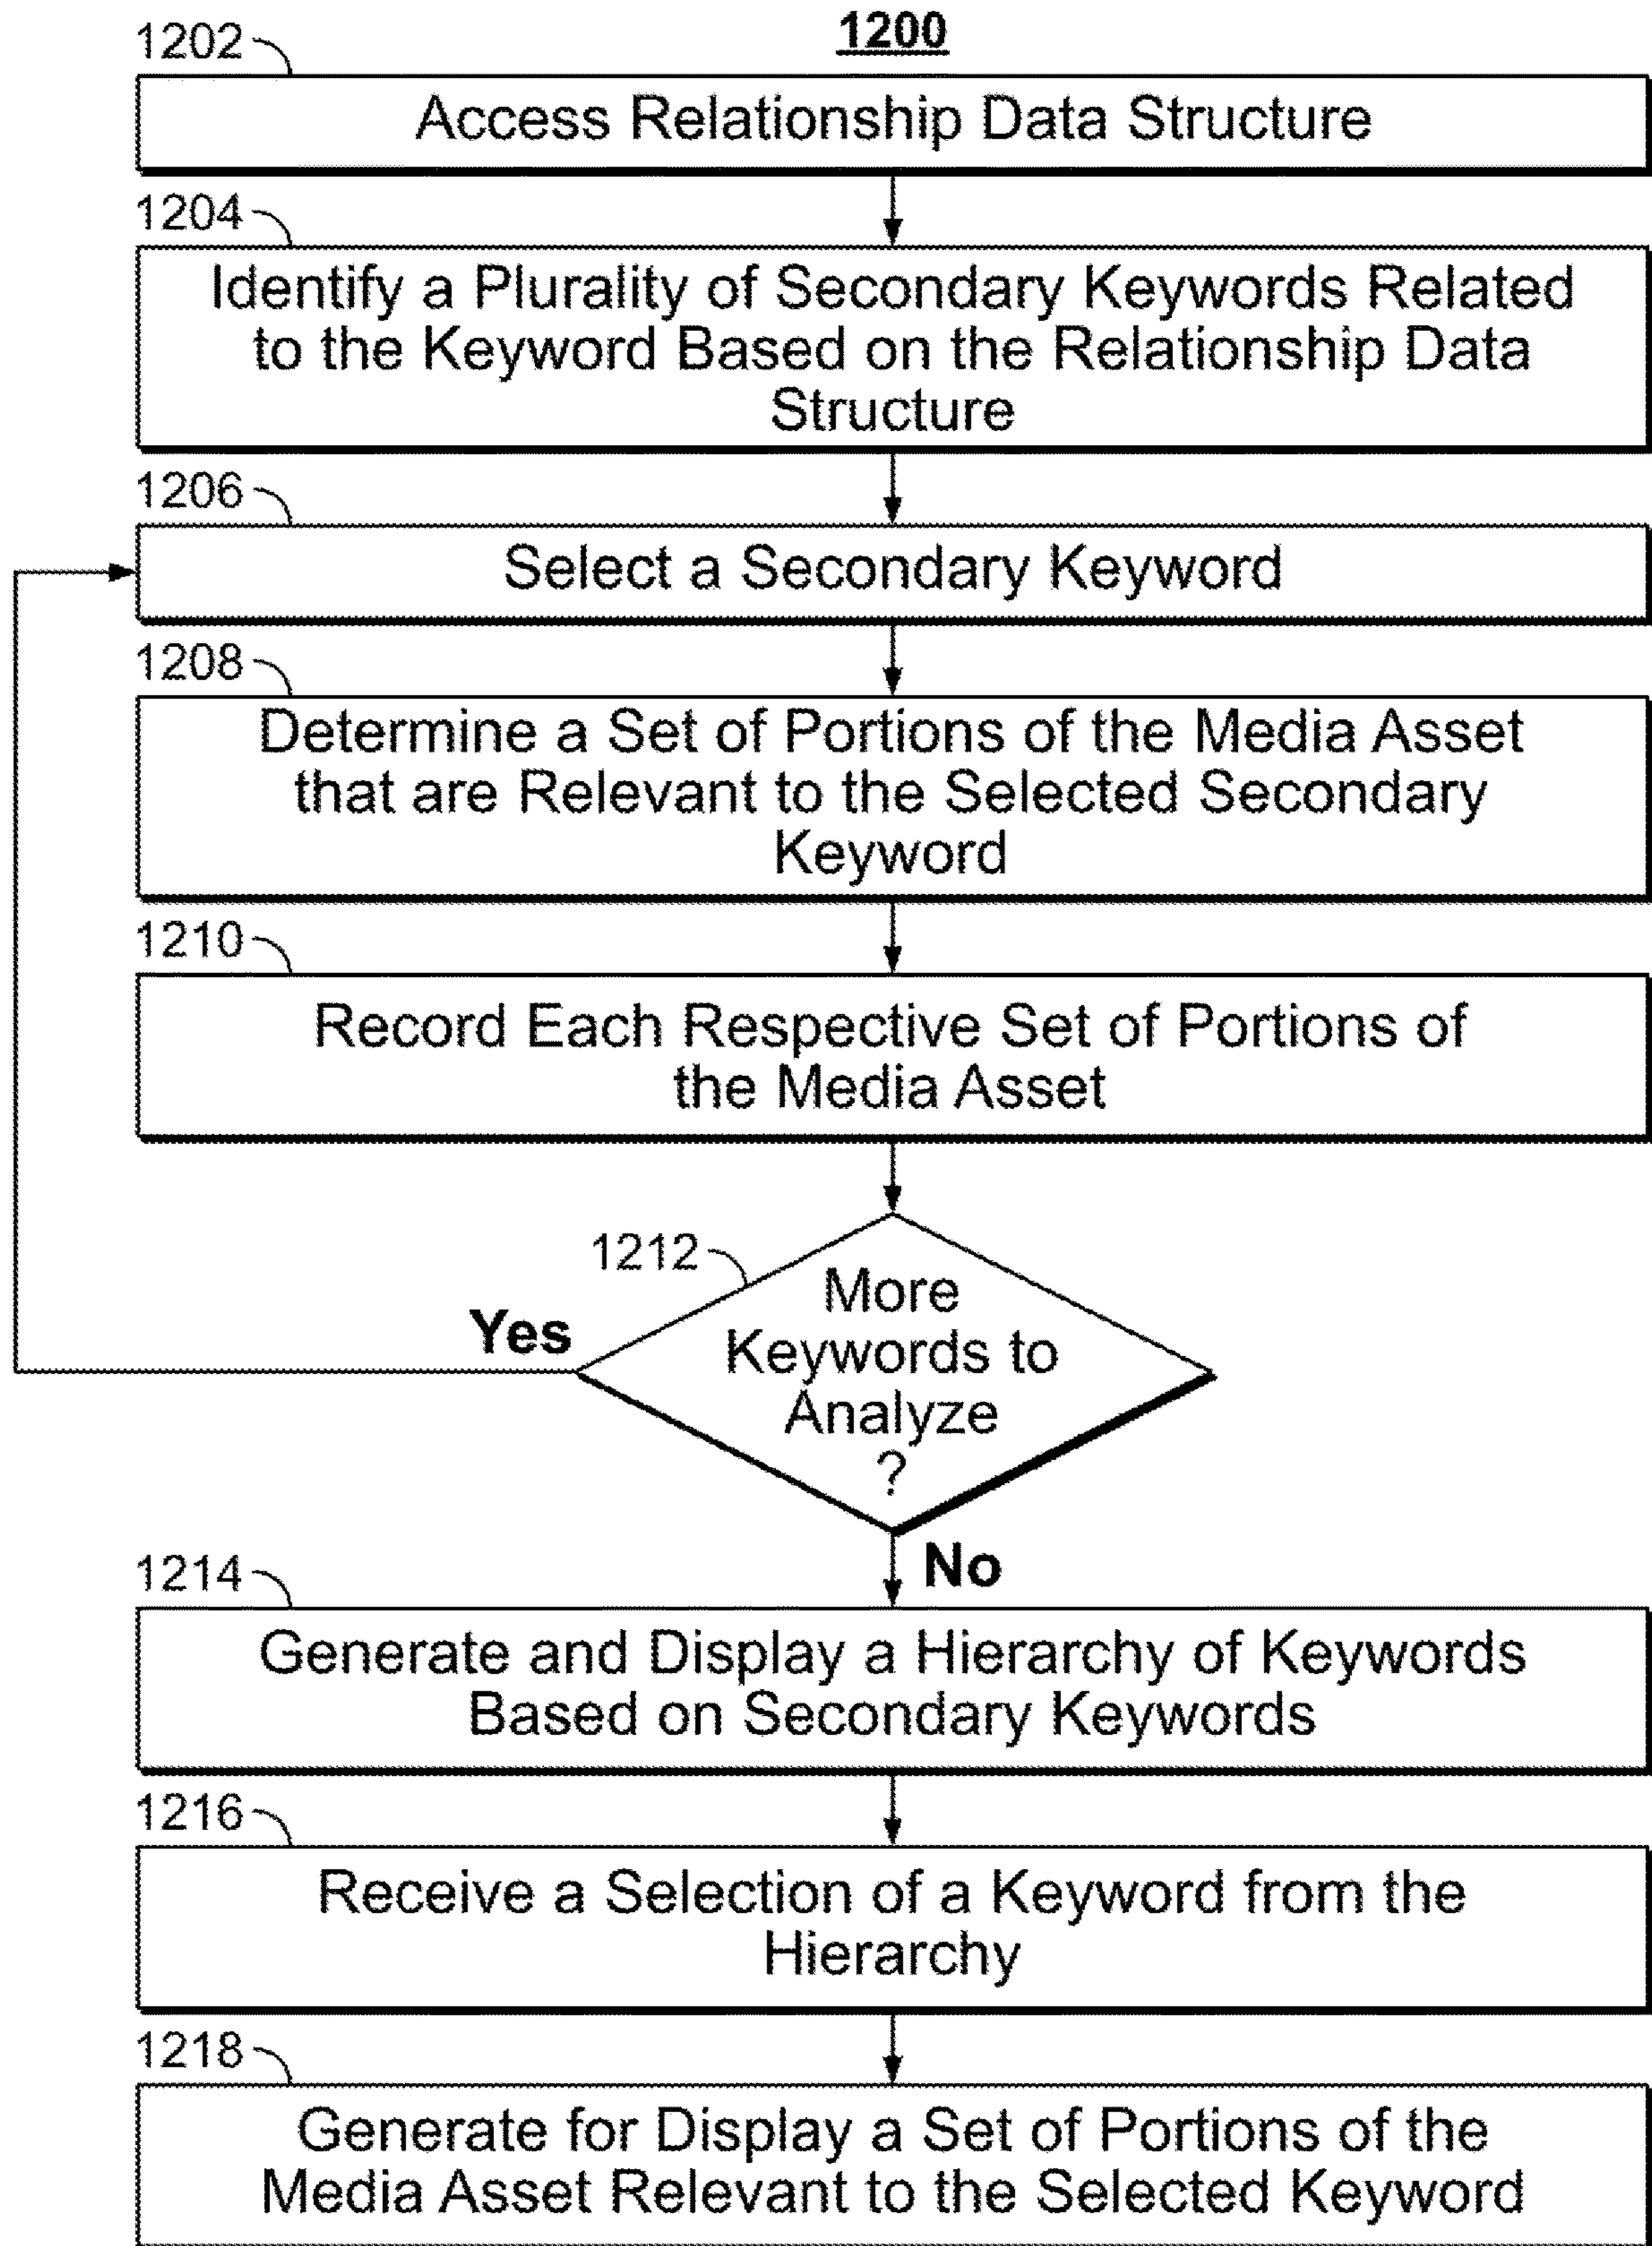 1200
1202
Access Relationship Data Structure
1204
Identify a Plurality of Secondary Keywords Related
to the Keyword Based on the Relationship Data
Structure
1206
Select a Secondary Keyword
1208
Determine a Set of Portions of the Media Asset
that are Relevant to the Selected Secondary
Keyword
1210
Record Each Respective Set of Portions of
the Media Asset
1212
More
Keywords to
Analyze
?
Yes
No
1214
Generate and Display a Hierarchy of Keywords
Based on Secondary Keywords
1216
Receive a Selection of a Keyword from the
Hierarchy
1218
Generate for Display a Set of Portions of the
Media Asset Relevant to the Selected Keyword